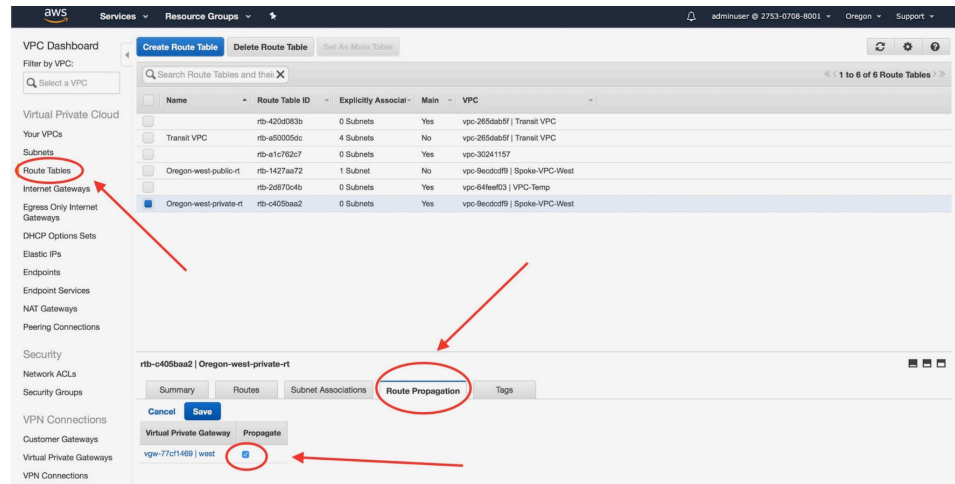 aws Services Resource Groups adminuser @ 2753-0708-8001 Oregon Support
VPC Dashboard
Filter by VPC:
Select a VPC
Virtual Private Cloud
Your VPCs
Subnets
Route Tables
Internet Gateways
Egress Only Internet
Gateways
DHCP Options Sets
Elastic IPs
Endpoints
Endpoint Services
NAT Gateways
Peering Connections
Security
Network ACLs
Security Groups
VPN Connections
Customer Gateways
Virtual Private Gateways
VPN Connections
Create Route Table Delete Route Table Set As Main Table
Search Route Tables and thei X 1 to 6 of 6 Route Tables
Name Route Table ID Explicitly Associat Main VPC
rtb-420d083b 0 Subnets Yes vpc-265dab5f | Transit VPC
Transit VPC rtb-a50005dc 4 Subnets No vpc-265dab5f | Transit VPC
rtb-a1c762c7 0 Subnets Yes vpc-30241157
Oregon-west-public-rt rtb-1427aa72 1 Subnet No vpc-9ecdcdf9 | Spoke-VPC-West
rtb-2d870c4b 0 Subnets Yes vpc-64feef03 | VPC-Temp
Oregon-west-private-rt rtb-c405baa2 0 Subnets Yes vpc-9ecdcdf9 | Spoke-VPC-West
rtb-c405baa2 | Oregon-west-private-rt
Summary Routes Subnet Associations Route Propagation Tags
Cancel Save
Virtual Private Gateway Propagate
vgw-77cf1469 | west